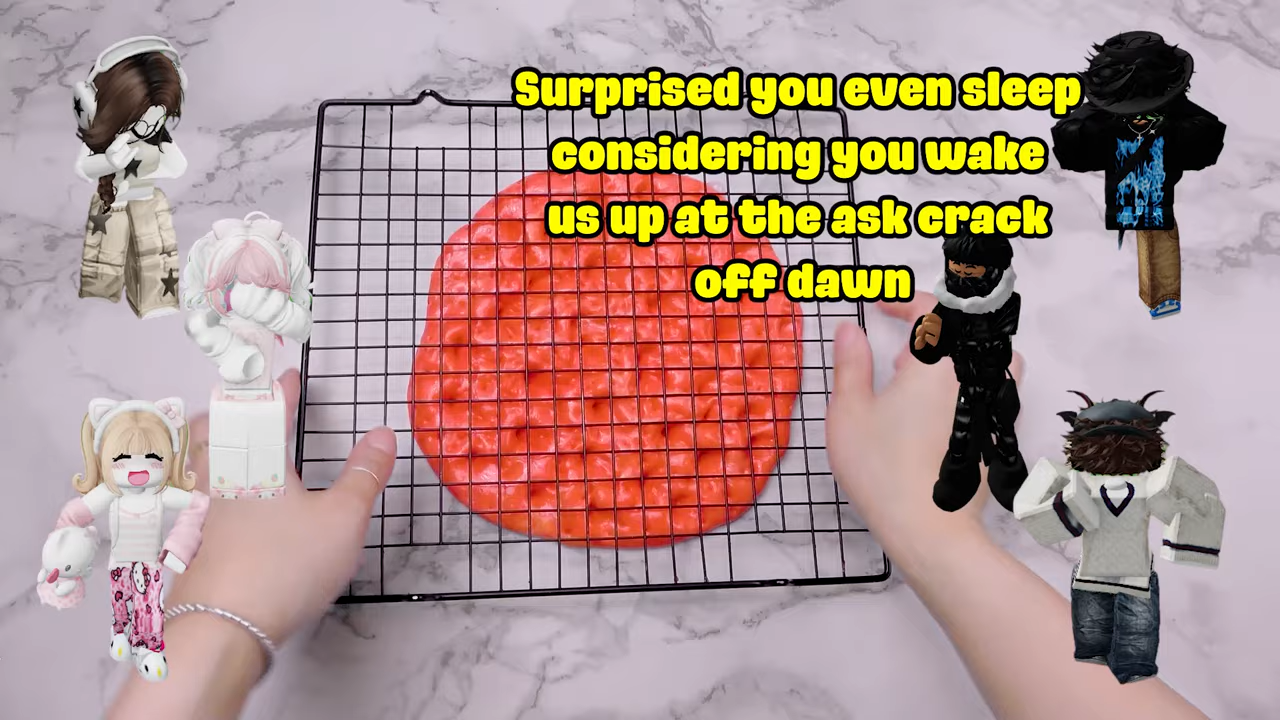 Surprised you even sleep
considering you wake
us up at the ask crack
off dawn